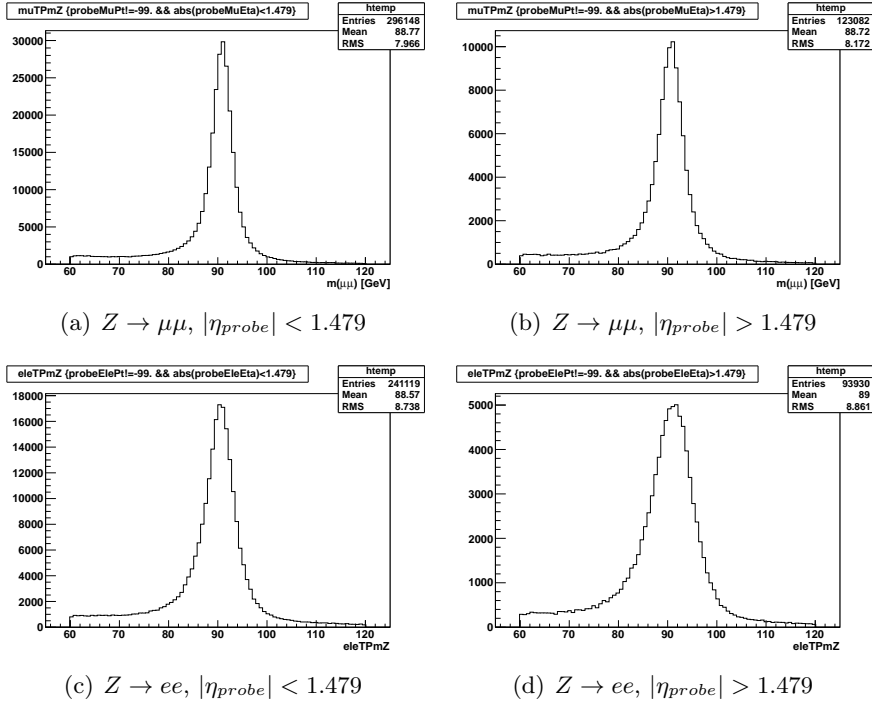 muTPmZ {probeMuPt!=-99. && abs(probeMuEta)<1.479}
htemp
Entries 296148
Mean 88.77
RMS 7.966
30000
25000
20000
15000
10000
5000
0
60 70 80 90 100 110 120
m(μμ) [GeV]
(a) Z → μμ, |η_probe| < 1.479
muTPmZ {probeMuPt!=-99. && abs(probeMuEta)>1.479}
htemp
Entries 123082
Mean 88.72
RMS 8.172
10000
8000
6000
4000
2000
0
60 70 80 90 100 110 120
m(μμ) [GeV]
(b) Z → μμ, |η_probe| > 1.479
eleTPmZ {probeElePt!=-99. && abs(probeEleEta)<1.479}
htemp
Entries 241119
Mean 88.57
RMS 8.738
18000
16000
14000
12000
10000
8000
6000
4000
2000
0
60 70 80 90 100 110 120
eleTPmZ
(c) Z → ee, |η_probe| < 1.479
eleTPmZ {probeElePt!=-99. && abs(probeEleEta)>1.479}
htemp
Entries 93930
Mean 89
RMS 8.861
5000
4000
3000
2000
1000
0
60 70 80 90 100 110 120
eleTPmZ
(d) Z → ee, |η_probe| > 1.479